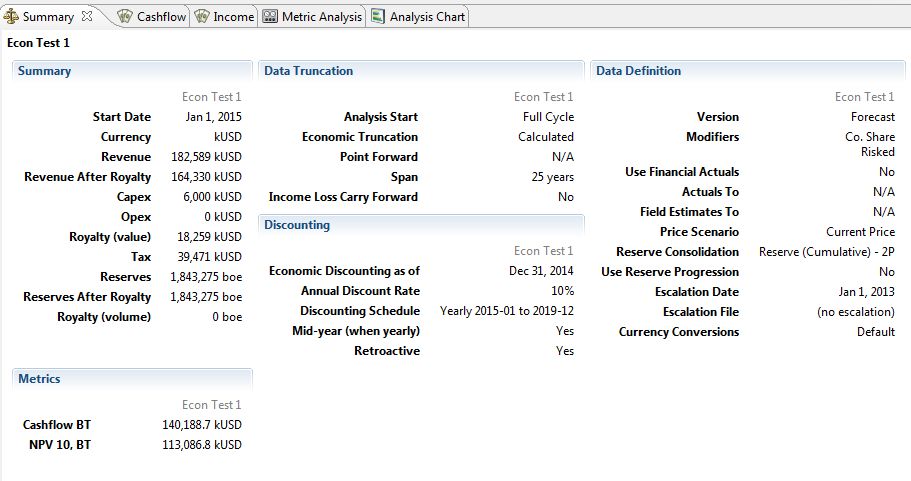 Summary Cashflow Income Metric Analysis Analysis Chart
Econ Test 1
Summary
Econ Test 1
Start Date Jan 1, 2015
Currency kUSD
Revenue 182,589 kUSD
Revenue After Royalty 164,330 kUSD
Capex 6,000 kUSD
Opex 0 kUSD
Royalty (value) 18,259 kUSD
Tax 39,471 kUSD
Reserves 1,843,275 boe
Reserves After Royalty 1,843,275 boe
Royalty (volume) 0 boe
Metrics
Econ Test 1
Cashflow BT 140,188.7 kUSD
NPV 10, BT 113,086.8 kUSD
Data Truncation
Econ Test 1
Analysis Start Full Cycle
Economic Truncation Calculated
Point Forward N/A
Span 25 years
Income Loss Carry Forward No
Discounting
Econ Test 1
Economic Discounting as of Dec 31, 2014
Annual Discount Rate 10%
Discounting Schedule Yearly 2015-01 to 2019-12
Mid-year (when yearly) Yes
Retroactive Yes
Data Definition
Econ Test 1
Version Forecast
Modifiers Co. Share
Risked
Use Financial Actuals No
Actuals To N/A
Field Estimates To N/A
Price Scenario Current Price
Reserve Consolidation Reserve (Cumulative) - 2P
Use Reserve Progression No
Escalation Date Jan 1, 2013
Escalation File (no escalation)
Currency Conversions Default